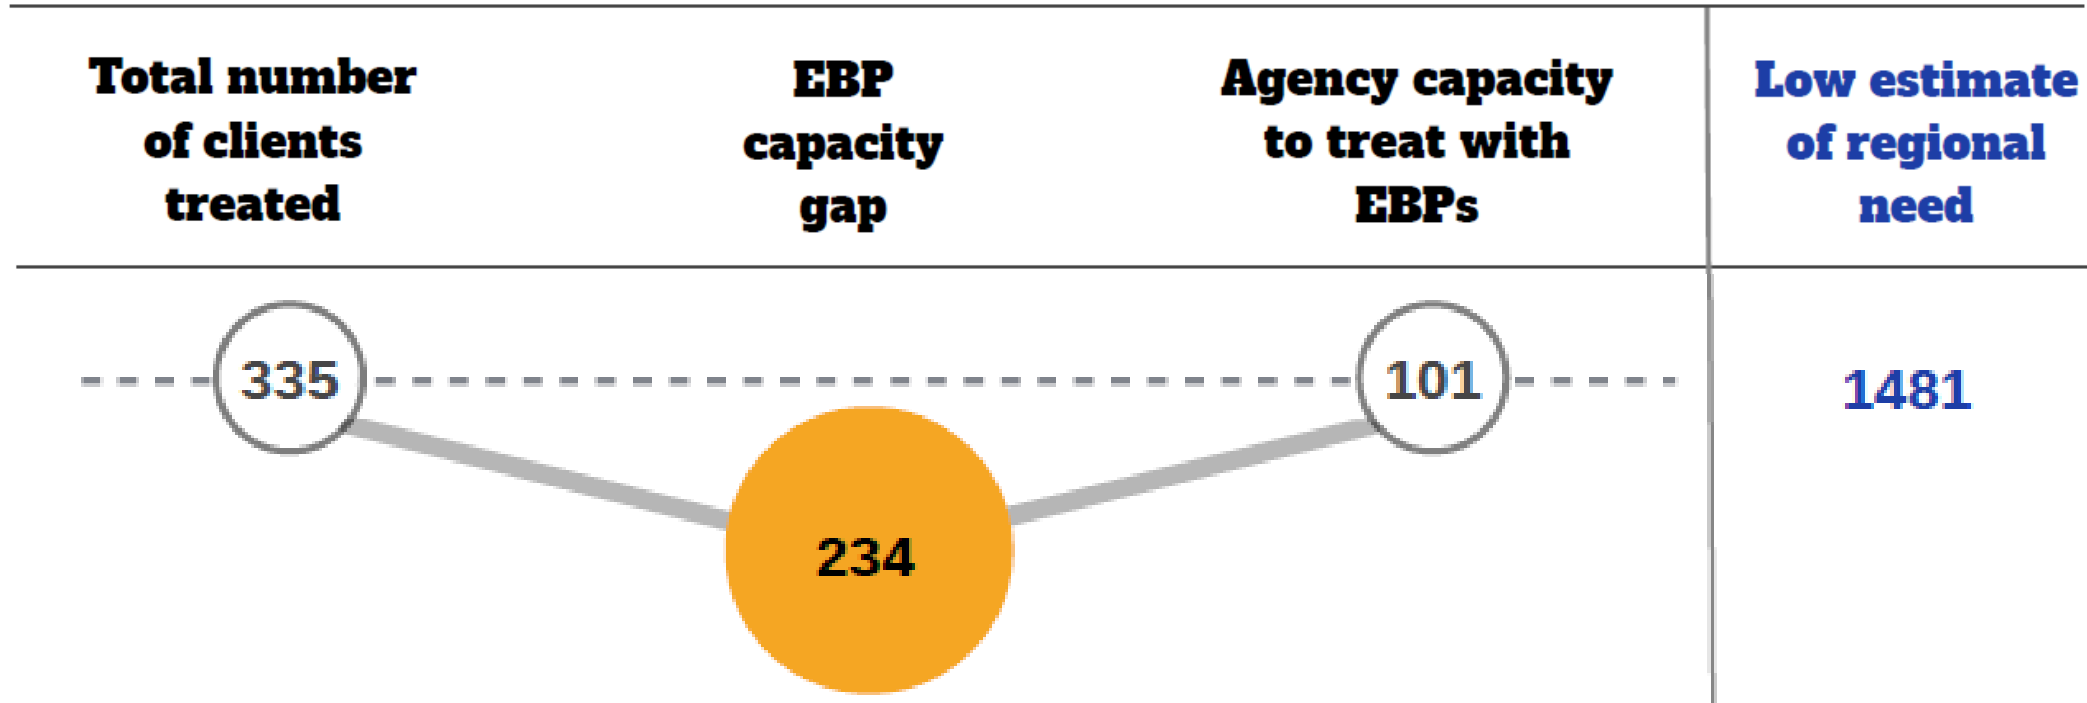 Total number
of clients
treated
EBP
capacity
gap
Agency capacity
to treat with
EBPs
Low estimate
of regional
need
335
101
1481
234